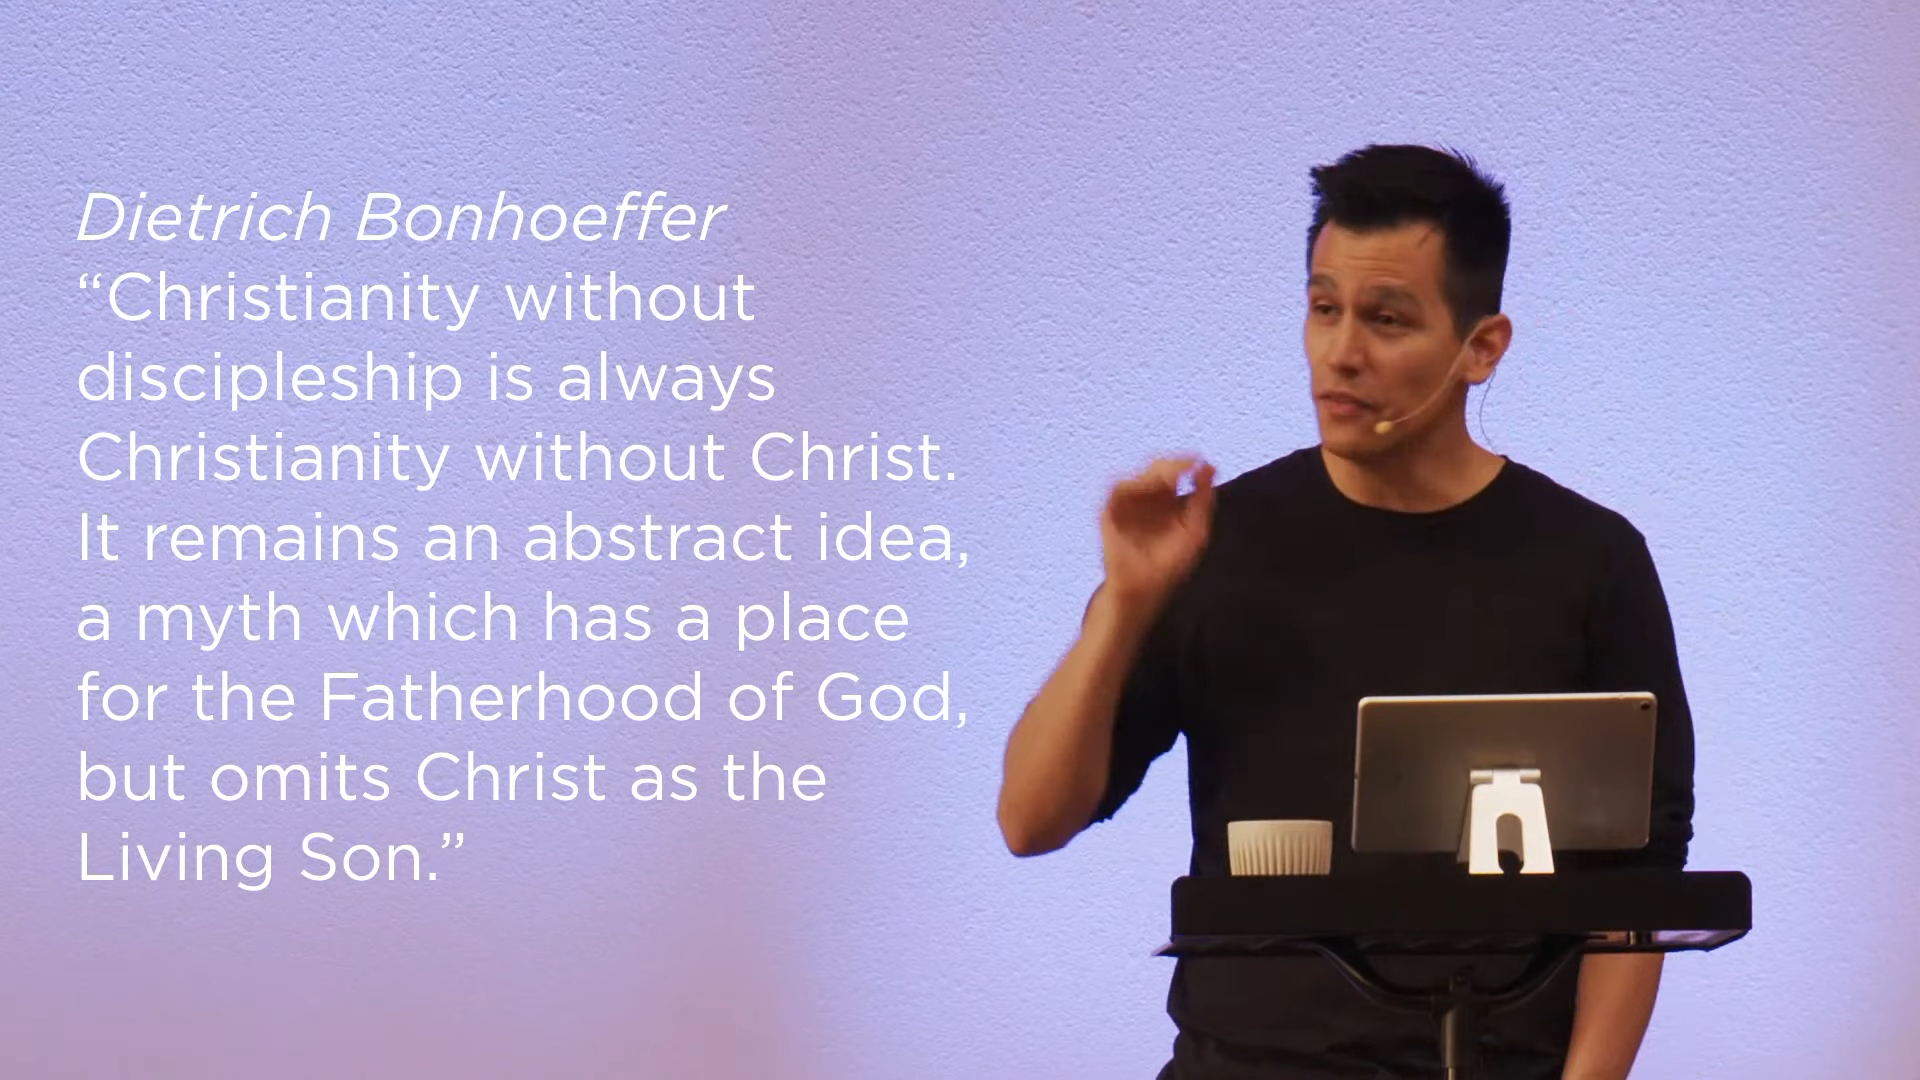 Dietrich Bonhoeffer
“Christianity without
discipleship is always
Christianity without Christ.
It remains an abstract idea,
a myth which has a place
for the Fatherhood of God,
but omits Christ as the
Living Son.”